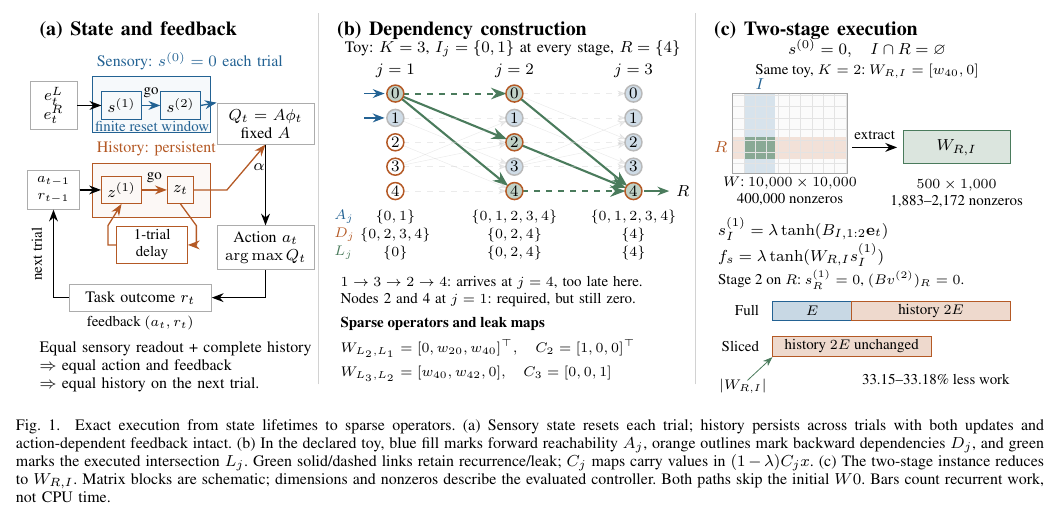 (a) State and feedback
Sensory: s^(0) = 0 each trial
e_t^L
e_t^R
s^(1)
go
s^(2)
finite reset window
Q_t = Aϕ_t
fixed A
History: persistent
a_{t−1}
r_{t−1}
z^(1)
go
z_t
α
1-trial
delay
Action a_t
arg max Q_t
next trial
Task outcome r_t
feedback (a_t, r_t)
Equal sensory readout + complete history
⇒ equal action and feedback
⇒ equal history on the next trial.
(b) Dependency construction
Toy: K = 3, I_j = {0, 1} at every stage, R = {4}
j = 1 j = 2 j = 3
0 0 0
1 1 1
2 2 2
3 3 3
4 4 4 R
A_j {0, 1} {0, 1, 2, 3, 4} {0, 1, 2, 3, 4}
D_j {0, 2, 3, 4} {0, 2, 4} {4}
L_j {0} {0, 2, 4} {4}
1 → 3 → 2 → 4: arrives at j = 4, too late here.
Nodes 2 and 4 at j = 1: required, but still zero.
Sparse operators and leak maps
W_{L_2,L_1} = [0, w_20, w_40]^⊤, C_2 = [1, 0, 0]^⊤
W_{L_3,L_2} = [w_40, w_42, 0], C_3 = [0, 0, 1]
(c) Two-stage execution
s^(0) = 0, I ∩ R = ∅
Same toy, K = 2: W_{R,I} = [w_40, 0]
I
R
extract
W_{R,I}
W: 10,000 × 10,000
400,000 nonzeros
500 × 1,000
1,883–2,172 nonzeros
s_I^(1) = λ tanh(B_{I,1:2}e_t)
f_s = λ tanh(W_{R,I}s_I^(1))
Stage 2 on R: s_R^(1) = 0, (Bv^(2))_R = 0.
Full E history 2E
Sliced history 2E unchanged
|W_{R,I}|
33.15–33.18% less work
Fig. 1. Exact execution from state lifetimes to sparse operators. (a) Sensory state resets each trial; history persists across trials with both updates and
action-dependent feedback intact. (b) In the declared toy, blue fill marks forward reachability A_j, orange outlines mark backward dependencies D_j, and green
marks the executed intersection L_j. Green solid/dashed links retain recurrence/leak; C_j maps carry values in (1−λ)C_jx. (c) The two-stage instance reduces
to W_{R,I}. Matrix blocks are schematic; dimensions and nonzeros describe the evaluated controller. Both paths skip the initial W0. Bars count recurrent work,
not CPU time.